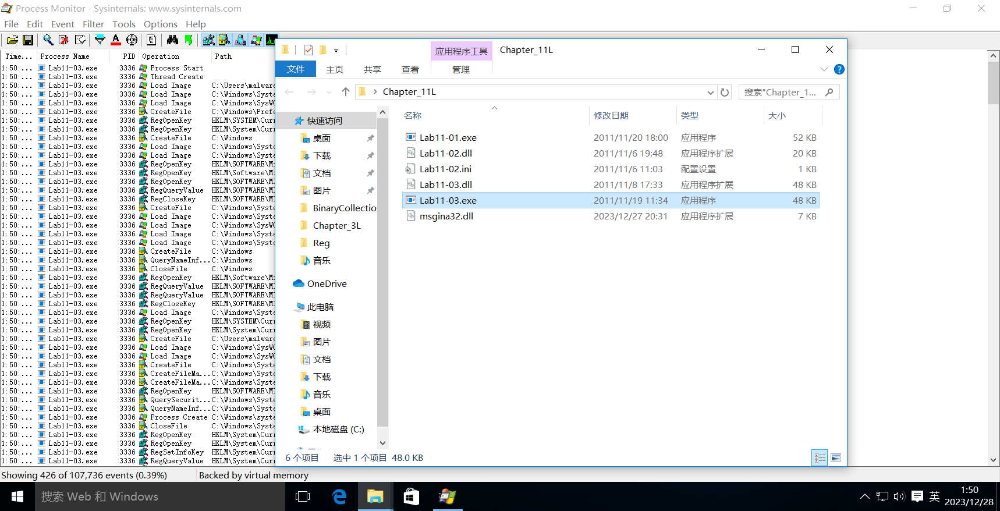 Process Monitor - Sysinternals: www.sysinternals.com
File Edit Event Filter Tools Options Help
Time... Process Name PID Operation Path
1:50:... Lab11-03.exe 3336 Process Start
1:50:... Lab11-03.exe 3336 Thread Create
1:50:... Lab11-03.exe 3336 Load Image C:\Users\malware
1:50:... Lab11-03.exe 3336 Load Image C:\Windows\Syste
1:50:... Lab11-03.exe 3336 Load Image C:\Windows\SysWO
1:50:... Lab11-03.exe 3336 CreateFile C:\Windows\Prefe
1:50:... Lab11-03.exe 3336 RegOpenKey HKLM\SYSTEM\Curr
1:50:... Lab11-03.exe 3336 RegOpenKey HKLM\System\Curr
1:50:... Lab11-03.exe 3336 CreateFile C:\Windows
1:50:... Lab11-03.exe 3336 Load Image C:\Windows\Syste
1:50:... Lab11-03.exe 3336 Load Image C:\Windows\Syste
1:50:... Lab11-03.exe 3336 RegOpenKey HKLM\SOFTWARE\Mi
1:50:... Lab11-03.exe 3336 RegOpenKey HKLM\Software\Mi
1:50:... Lab11-03.exe 3336 RegOpenKey HKLM\SOFTWARE\MI
1:50:... Lab11-03.exe 3336 RegQueryValue HKLM\SOFTWARE\MI
1:50:... Lab11-03.exe 3336 RegCloseKey HKLM\SOFTWARE\MI
1:50:... Lab11-03.exe 3336 CreateFile C:\Windows\Syste
1:50:... Lab11-03.exe 3336 Load Image C:\Windows\Syste
1:50:... Lab11-03.exe 3336 Load Image C:\Windows\SysWO
1:50:... Lab11-03.exe 3336 Load Image C:\Windows\Syste
1:50:... Lab11-03.exe 3336 Load Image C:\Windows\Syste
1:50:... Lab11-03.exe 3336 CreateFile C:\Windows
1:50:... Lab11-03.exe 3336 QueryNameInf... C:\Windows
1:50:... Lab11-03.exe 3336 CloseFile C:\Windows
1:50:... Lab11-03.exe 3336 RegOpenKey HKLM\Software\Mi
1:50:... Lab11-03.exe 3336 RegQueryValue HKLM\SOFTWARE\MI
1:50:... Lab11-03.exe 3336 RegQueryValue HKLM\SOFTWARE\MI
1:50:... Lab11-03.exe 3336 RegCloseKey HKLM\SOFTWARE\MI
1:50:... Lab11-03.exe 3336 Load Image C:\Windows\Syste
1:50:... Lab11-03.exe 3336 RegOpenKey HKLM\SYSTEM\Curr
1:50:... Lab11-03.exe 3336 RegOpenKey HKLM\System\Curr
1:50:... Lab11-03.exe 3336 CreateFile C:\Users\malware
1:50:... Lab11-03.exe 3336 Load Image C:\Windows\SysWO
1:50:... Lab11-03.exe 3336 Load Image C:\Windows\SysWO
1:50:... Lab11-03.exe 3336 CreateFile C:\Windows\Syste
1:50:... Lab11-03.exe 3336 CreateFileMa... C:\Windows\Syste
1:50:... Lab11-03.exe 3336 CreateFileMa... C:\Windows\Syste
1:50:... Lab11-03.exe 3336 RegOpenKey HKLM\SOFTWARE\Mi
1:50:... Lab11-03.exe 3336 QuerySecurit... C:\Windows\Syste
1:50:... Lab11-03.exe 3336 QueryNameInf... C:\Windows\Syste
1:50:... Lab11-03.exe 3336 Process Create C:\Windows\syste
1:50:... Lab11-03.exe 3336 CloseFile C:\Windows\Syste
1:50:... Lab11-03.exe 3336 RegOpenKey HKLM\System\Curr
1:50:... Lab11-03.exe 3336 RegOpenKey HKLM\System\Curr
1:50:... Lab11-03.exe 3336 RegSetInfoKey HKLM\System\Curr
1:50:... Lab11-03.exe 3336 RegQueryValue HKLM\System\Curr
Showing 426 of 107,736 events (0.39%) Backed by virtual memory
应用程序工具 Chapter_11L
文件 主页 共享 查看 管理
Chapter_11L
搜索"Chapter_1...
快速访问
桌面
下载
文档
图片
BinaryCollectio
Chapter_3L
Reg
音乐
OneDrive
此电脑
视频
图片
文档
下载
音乐
桌面
本地磁盘 (C:)
名称 修改日期 类型 大小
Lab11-01.exe 2011/11/20 18:00 应用程序 52 KB
Lab11-02.dll 2011/11/6 19:48 应用程序扩展 20 KB
Lab11-02.ini 2011/11/6 11:03 配置设置 1 KB
Lab11-03.dll 2011/11/8 17:33 应用程序扩展 48 KB
Lab11-03.exe 2011/11/19 11:34 应用程序 48 KB
msgina32.dll 2023/12/27 20:31 应用程序扩展 7 KB
6 个项目 选中 1 个项目 48.0 KB
搜索 Web 和 Windows
英
1:50
2023/12/28